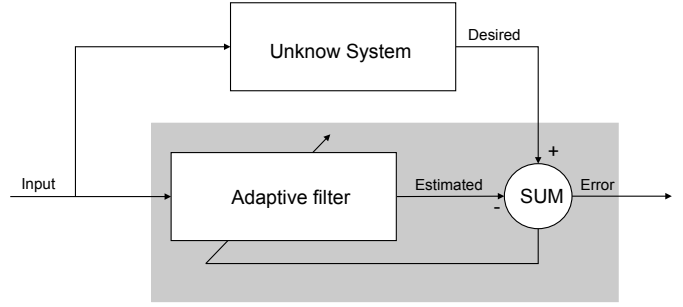 Unknow System
Desired
+
Input
Adaptive filter
Estimated
-
SUM
Error